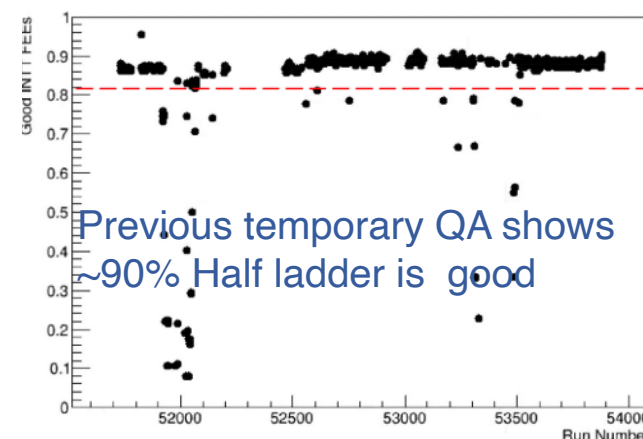 Good INTT FEEs
1
0.9
0.8
0.7
0.6
0.5
0.4
0.3
0.2
0.1
0
Previous temporary QA shows
~90% Half ladder is good
52000 52500 53000 53500 54000
Run Number